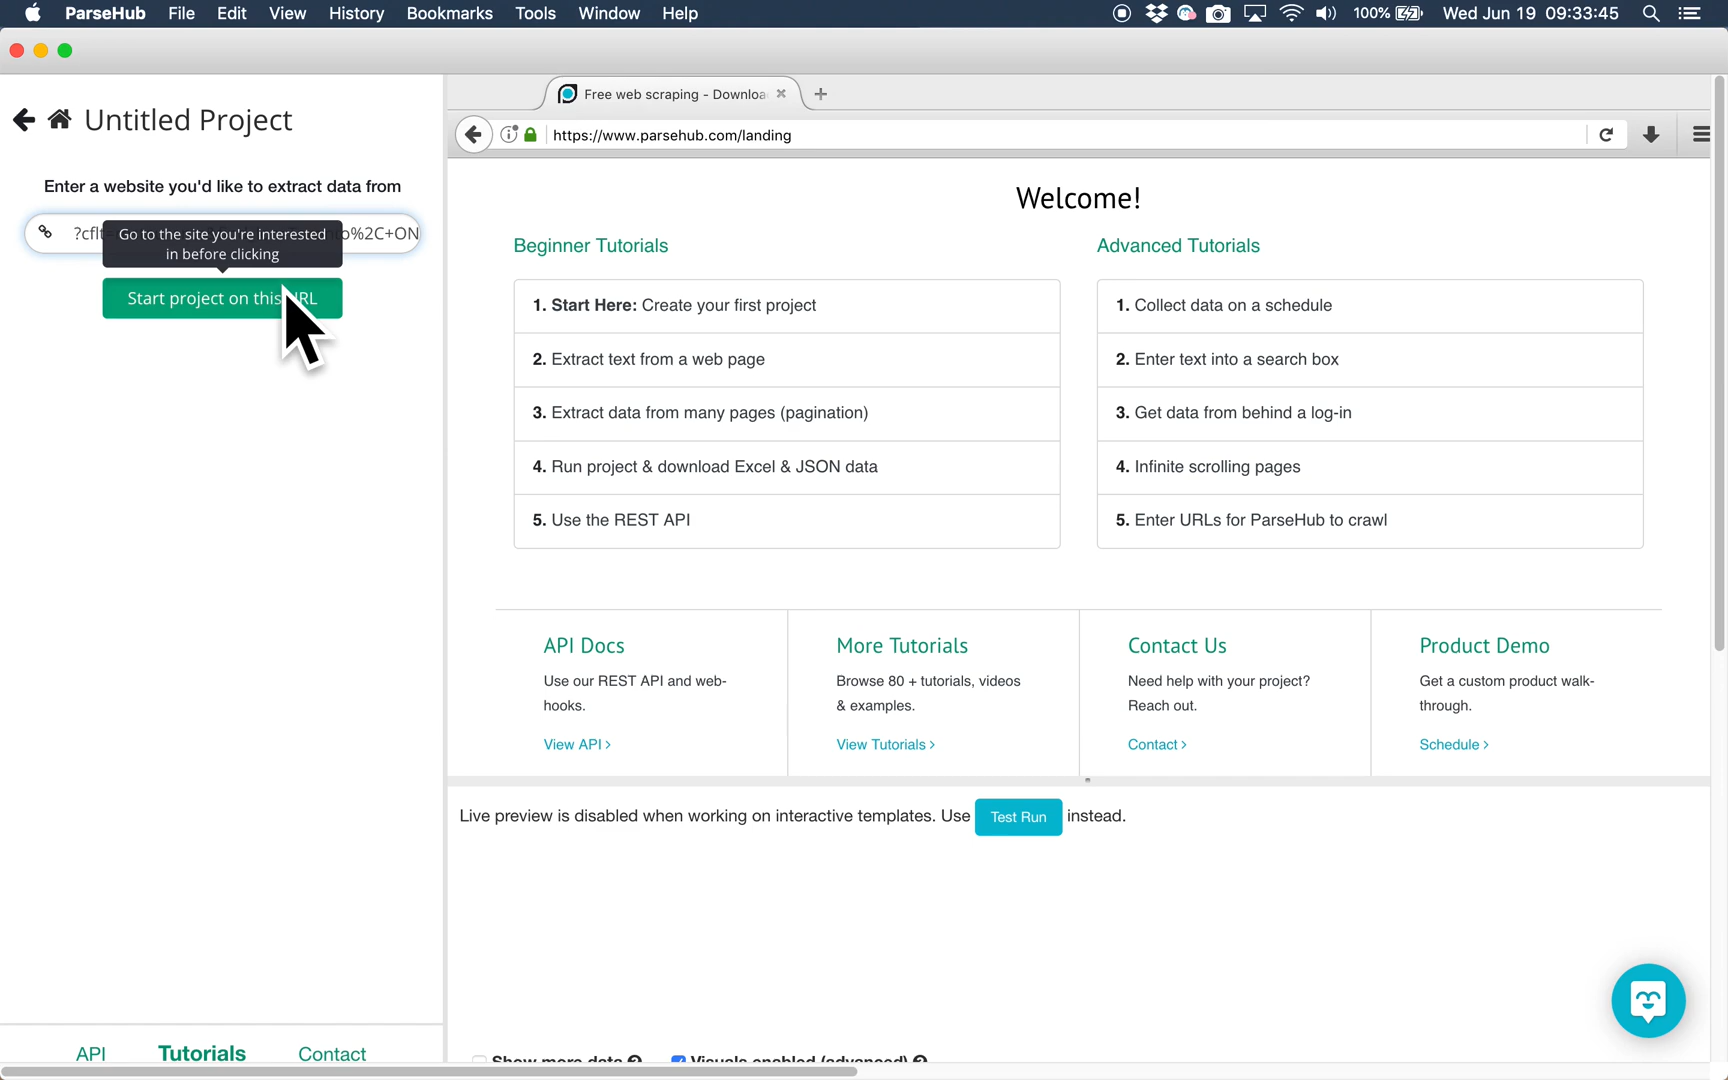 ParseHub File Edit View History Bookmarks Tools Window Help 100% Wed Jun 19 09:33:45
Free web scraping - Downloa
https://www.parsehub.com/landing
Untitled Project
Enter a website you'd like to extract data from
?cflt o%2C+ON
Go to the site you're interested
in before clicking
Start project on this URL
Welcome!
Beginner Tutorials
1. Start Here: Create your first project
2. Extract text from a web page
3. Extract data from many pages (pagination)
4. Run project & download Excel & JSON data
5. Use the REST API
Advanced Tutorials
1. Collect data on a schedule
2. Enter text into a search box
3. Get data from behind a log-in
4. Infinite scrolling pages
5. Enter URLs for ParseHub to crawl
API Docs
Use our REST API and web-
hooks.
View API >
More Tutorials
Browse 80 + tutorials, videos
& examples.
View Tutorials >
Contact Us
Need help with your project?
Reach out.
Contact >
Product Demo
Get a custom product walk-
through.
Schedule >
Live preview is disabled when working on interactive templates. Use Test Run instead.
Show more data Visuals enabled (advanced)
API Tutorials Contact